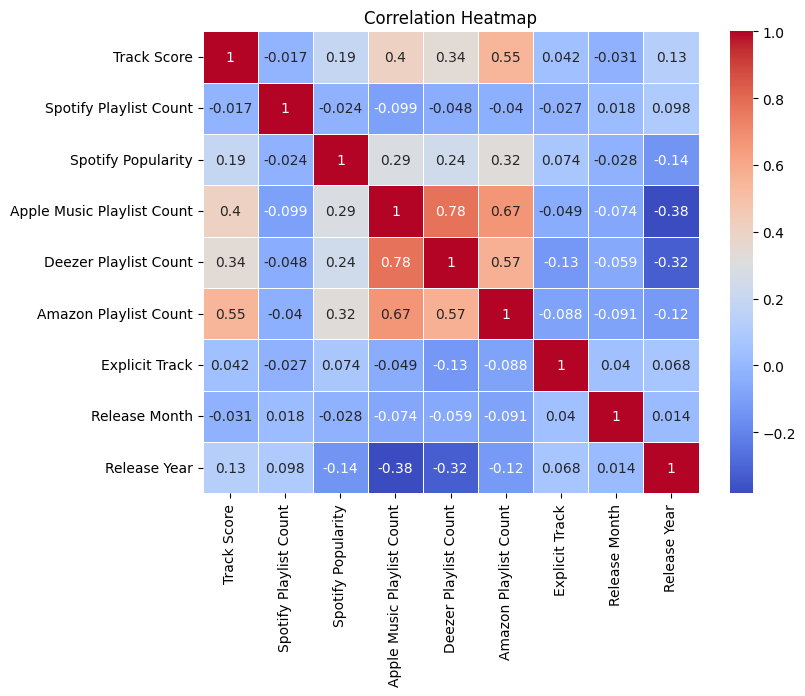 Correlation Heatmap
Track Score 1 -0.017 0.19 0.4 0.34 0.55 0.042 -0.031 0.13
Spotify Playlist Count -0.017 1 -0.024 -0.099 -0.048 -0.04 -0.027 0.018 0.098
Spotify Popularity 0.19 -0.024 1 0.29 0.24 0.32 0.074 -0.028 -0.14
Apple Music Playlist Count 0.4 -0.099 0.29 1 0.78 0.67 -0.049 -0.074 -0.38
Deezer Playlist Count 0.34 -0.048 0.24 0.78 1 0.57 -0.13 -0.059 -0.32
Amazon Playlist Count 0.55 -0.04 0.32 0.67 0.57 1 -0.088 -0.091 -0.12
Explicit Track 0.042 -0.027 0.074 -0.049 -0.13 -0.088 1 0.04 0.068
Release Month -0.031 0.018 -0.028 -0.074 -0.059 -0.091 0.04 1 0.014
Release Year 0.13 0.098 -0.14 -0.38 -0.32 -0.12 0.068 0.014 1
Track Score
Spotify Playlist Count
Spotify Popularity
Apple Music Playlist Count
Deezer Playlist Count
Amazon Playlist Count
Explicit Track
Release Month
Release Year
1.0
0.8
0.6
0.4
0.2
0.0
−0.2